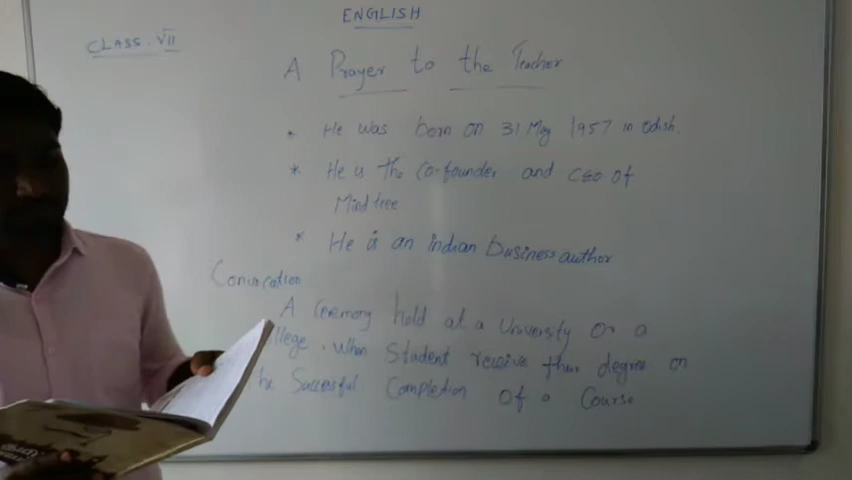 ENGLISH
CLASS. VII
A Prayer to the Teacher
* He was born on 31 May 1957 in Odish.
* He is the Co-founder and CEO of
Mind tree
* He is an indian business author
A Ceremony held at a University or a
llege. When Student receive their degree on
he Successful Completion of a Course